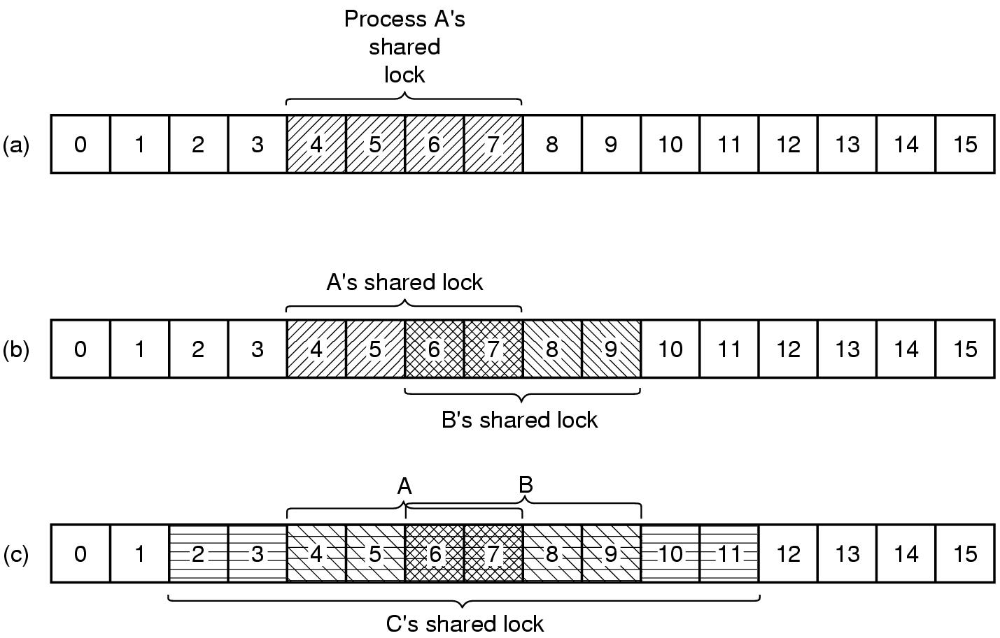 Process A's
shared
lock
(a) 0 1 2 3 4 5 6 7 8 9 10 11 12 13 14 15
A's shared lock
(b) 0 1 2 3 4 5 6 7 8 9 10 11 12 13 14 15
B's shared lock
A B
(c) 0 1 2 3 4 5 6 7 8 9 10 11 12 13 14 15
C's shared lock